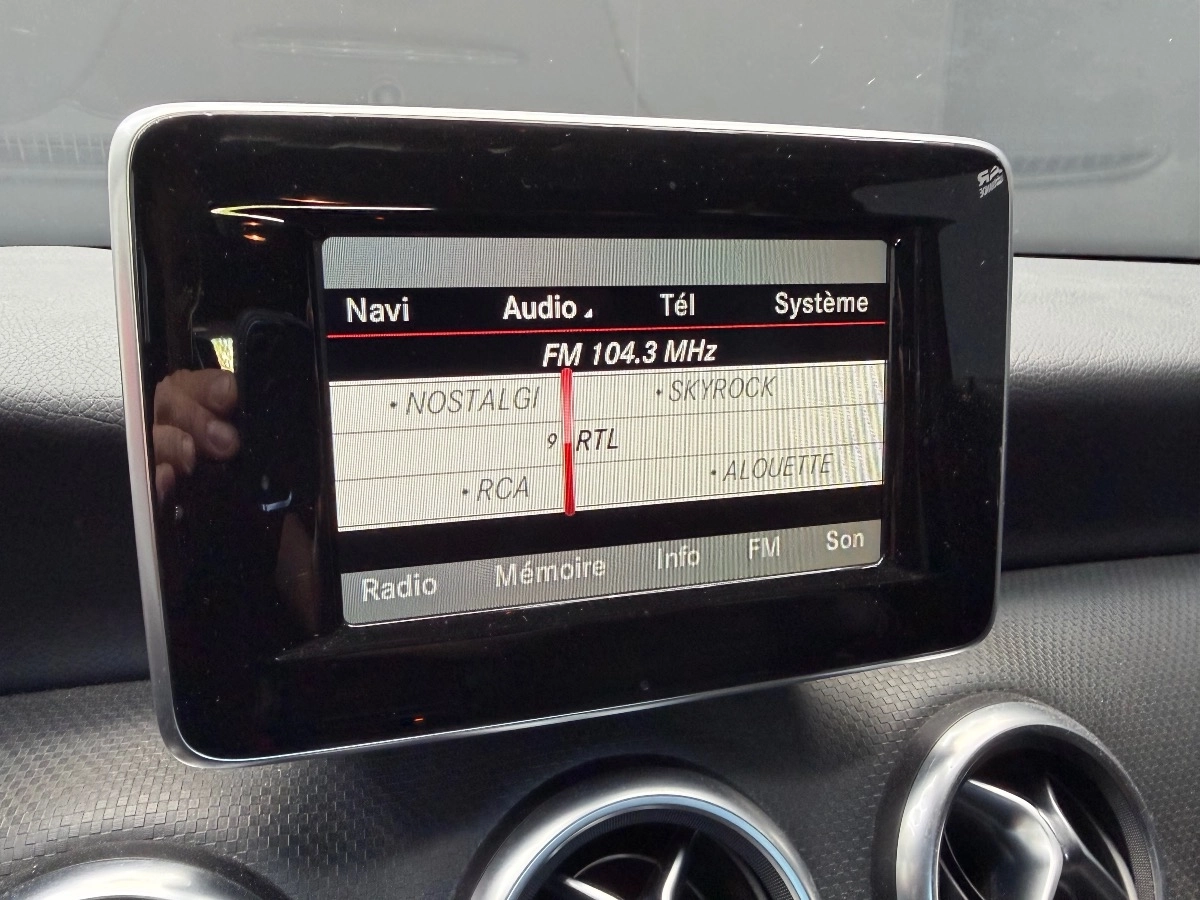 Navi Audio Tél Système
FM 104.3 MHz
• NOSTALGI • SKYROCK
9 RTL
• RCA • ALOUETTE
Radio Mémoire Info FM Son